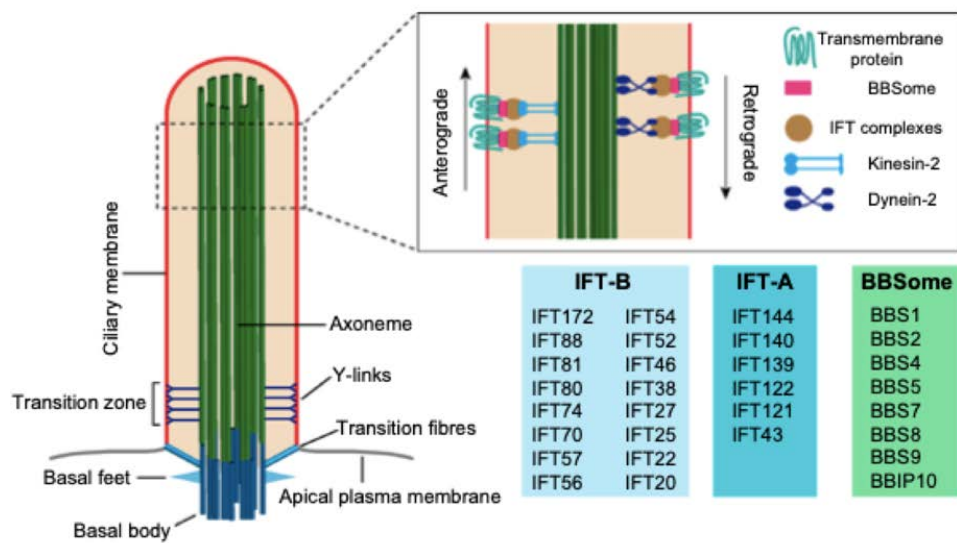 Ciliary membrane
Axoneme
Y-links
Transition zone
Transition fibres
Basal feet
Apical plasma membrane
Basal body
Anterograde
Retrograde
Transmembrane
protein
BBSome
IFT complexes
Kinesin-2
Dynein-2
IFT-B
IFT172 IFT54
IFT88 IFT52
IFT81 IFT46
IFT80 IFT38
IFT74 IFT27
IFT70 IFT25
IFT57 IFT22
IFT56 IFT20
IFT-A
IFT144
IFT140
IFT139
IFT122
IFT121
IFT43
BBSome
BBS1
BBS2
BBS4
BBS5
BBS7
BBS8
BBS9
BBIP10